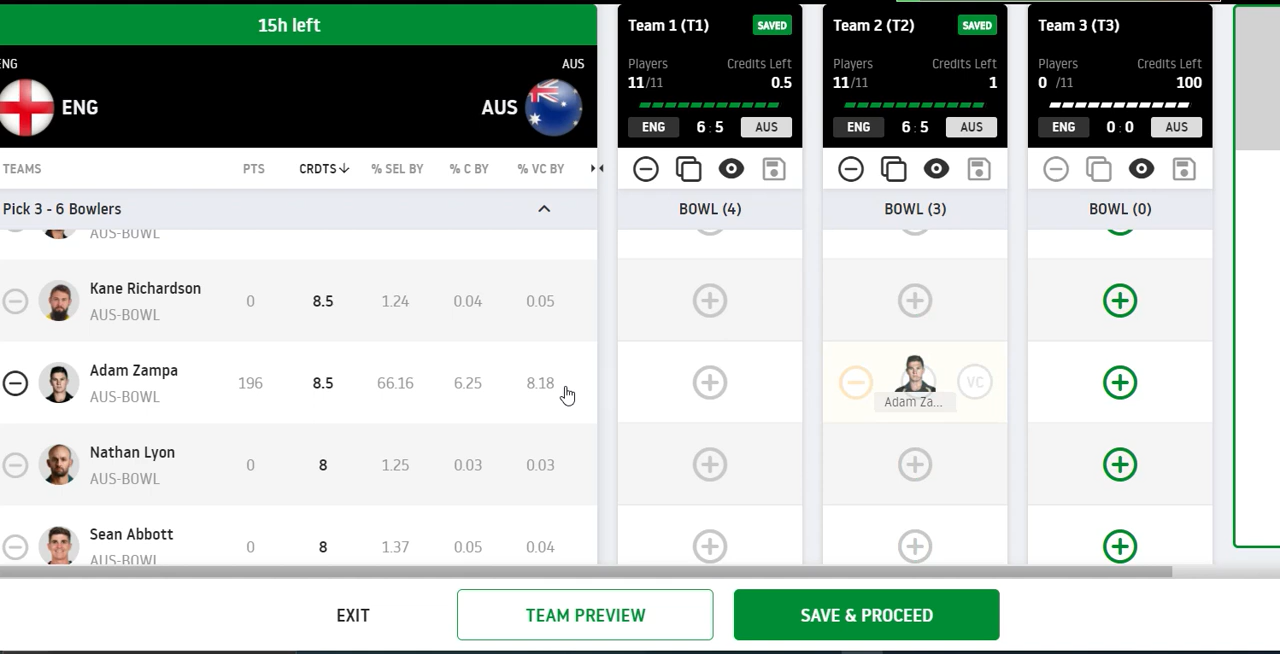 15h left
ENG AUS
ENG AUS
TEAMS PTS CRDTS % SEL BY % C BY % VC BY
Pick 3 - 6 Bowlers
AUS-BOWL
Kane Richardson
AUS-BOWL
0 8.5 1.24 0.04 0.05
Adam Zampa
AUS-BOWL
196 8.5 66.16 6.25 8.18
Nathan Lyon
AUS-BOWL
0 8 1.25 0.03 0.03
Sean Abbott
AUS-BOWL
0 8 1.37 0.05 0.04
Team 1 (T1) SAVED
Players Credits Left
11/11 0.5
ENG 6 : 5 AUS
BOWL (4)
Team 2 (T2) SAVED
Players Credits Left
11/11 1
ENG 6 : 5 AUS
BOWL (3)
VC
Adam Za...
Team 3 (T3)
Players Credits Left
0 /11 100
ENG 0 : 0 AUS
BOWL (0)
EXIT TEAM PREVIEW SAVE & PROCEED